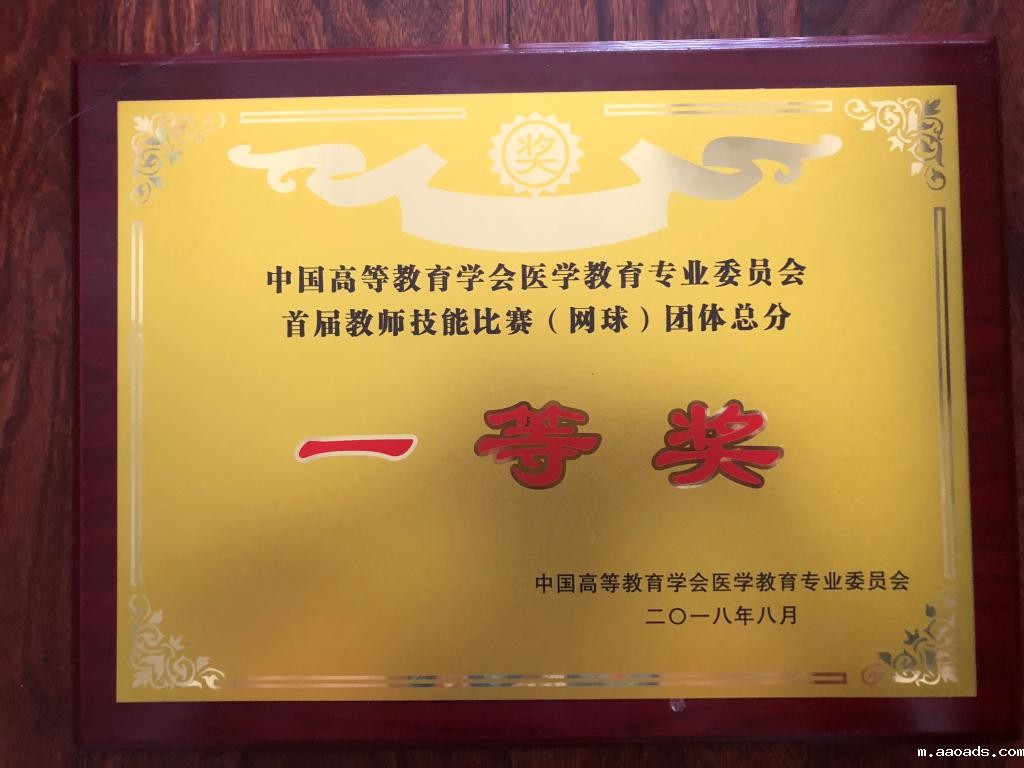 奖
中国高等教育学会医学教育专业委员会
首届教师技能比赛（网球）团体总分
一等奖
中国高等教育学会医学教育专业委员会
二〇一八年八月
m.aaoads.com